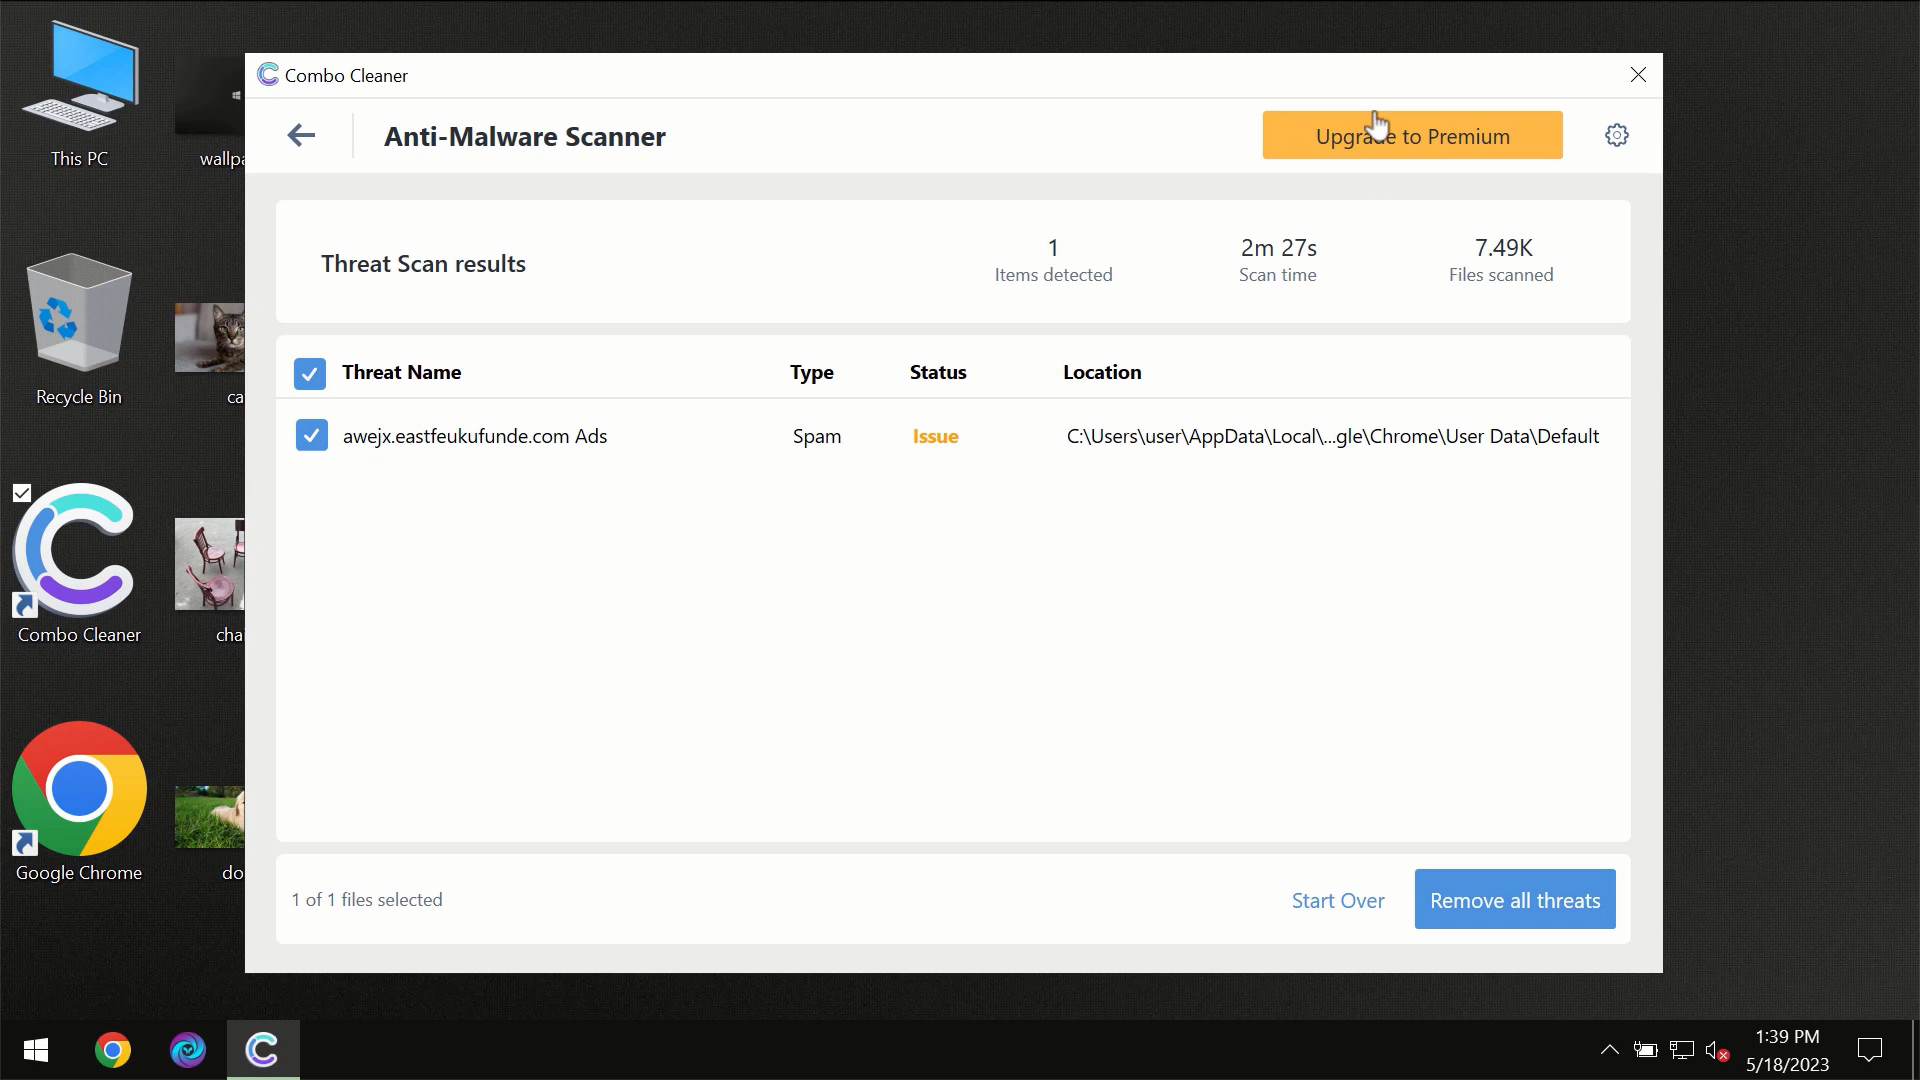 Combo Cleaner
Anti-Malware Scanner
Upgrade to Premium
Threat Scan results
1
Items detected
2m 27s
Scan time
7.49K
Files scanned
Threat Name Type Status Location
awejx.eastfeukufunde.com Ads Spam Issue C:\Users\user\AppData\Local\...gle\Chrome\User Data\Default
1 of 1 files selected
Start Over
Remove all threats
This PC
wallpa
Recycle Bin
ca
Combo Cleaner
chai
Google Chrome
do
1:39 PM
5/18/2023